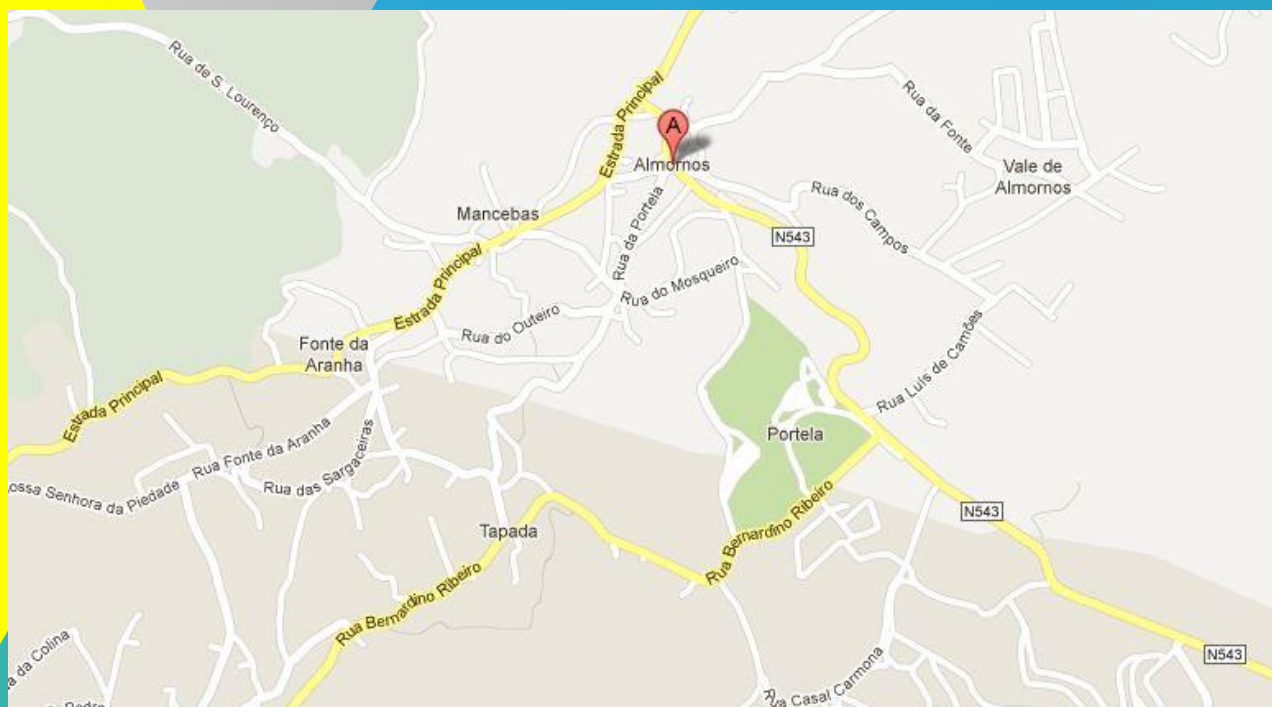 Rua de S. Lourenço
Estrada Principal
A
Almornos
Rua da Fonte
Vale de
Almornos
Mancebas
Rua da Portela
Rua dos Campos
N543
Estrada Principal
Rua do Mosqueiro
Rua do Outeiro
Fonte da
Aranha
Estrada Principal
Rua Luís de Camões
Portela
Rua Fonte da Aranha
Rua das Sargaceiras
ossa Senhora da Piedade
Tapada
N543
Rua Bernardino Ribeiro
Rua Bernardino Ribeiro
N543
a da Colina
Casal Carmona